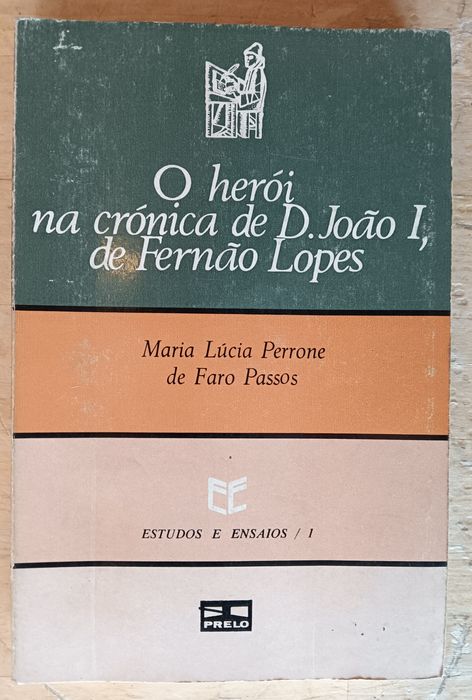 O herói
na crónica de D. João I,
de Fernão Lopes
Maria Lúcia Perrone
de Faro Passos
EE
ESTUDOS E ENSAIOS / 1
PRELO